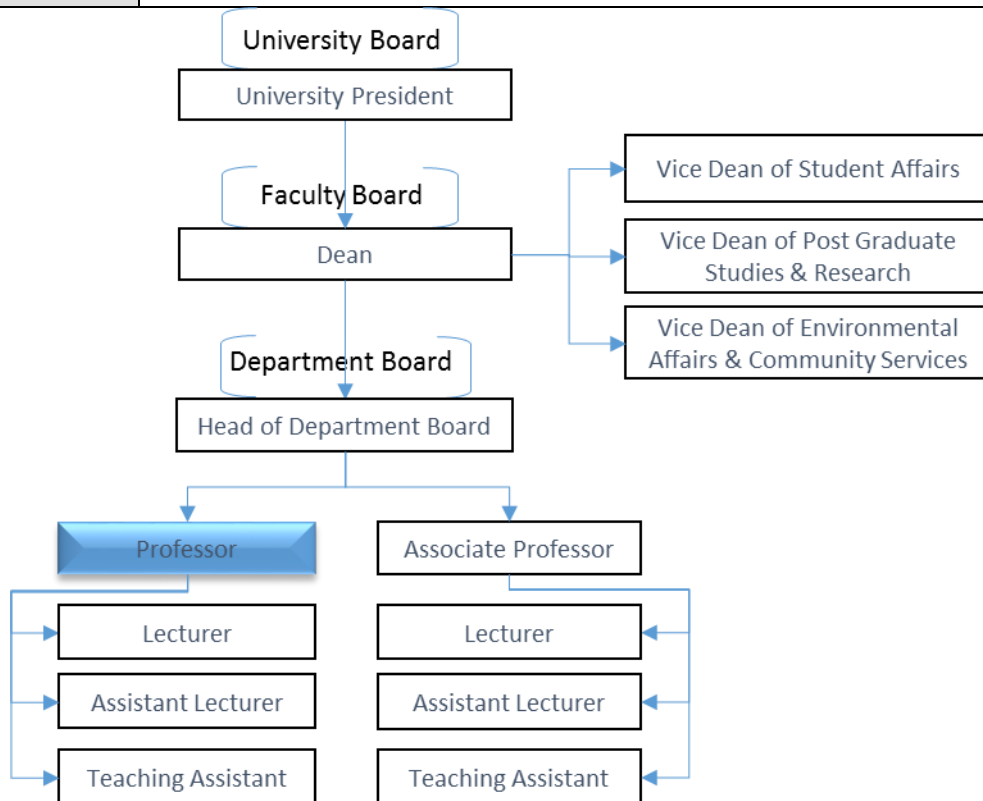 University Board
University President
Faculty Board
Dean
Vice Dean of Student Affairs
Vice Dean of Post Graduate
Studies & Research
Vice Dean of Environmental
Affairs & Community Services
Department Board
Head of Department Board
Professor
Associate Professor
Lecturer
Lecturer
Assistant Lecturer
Assistant Lecturer
Teaching Assistant
Teaching Assistant